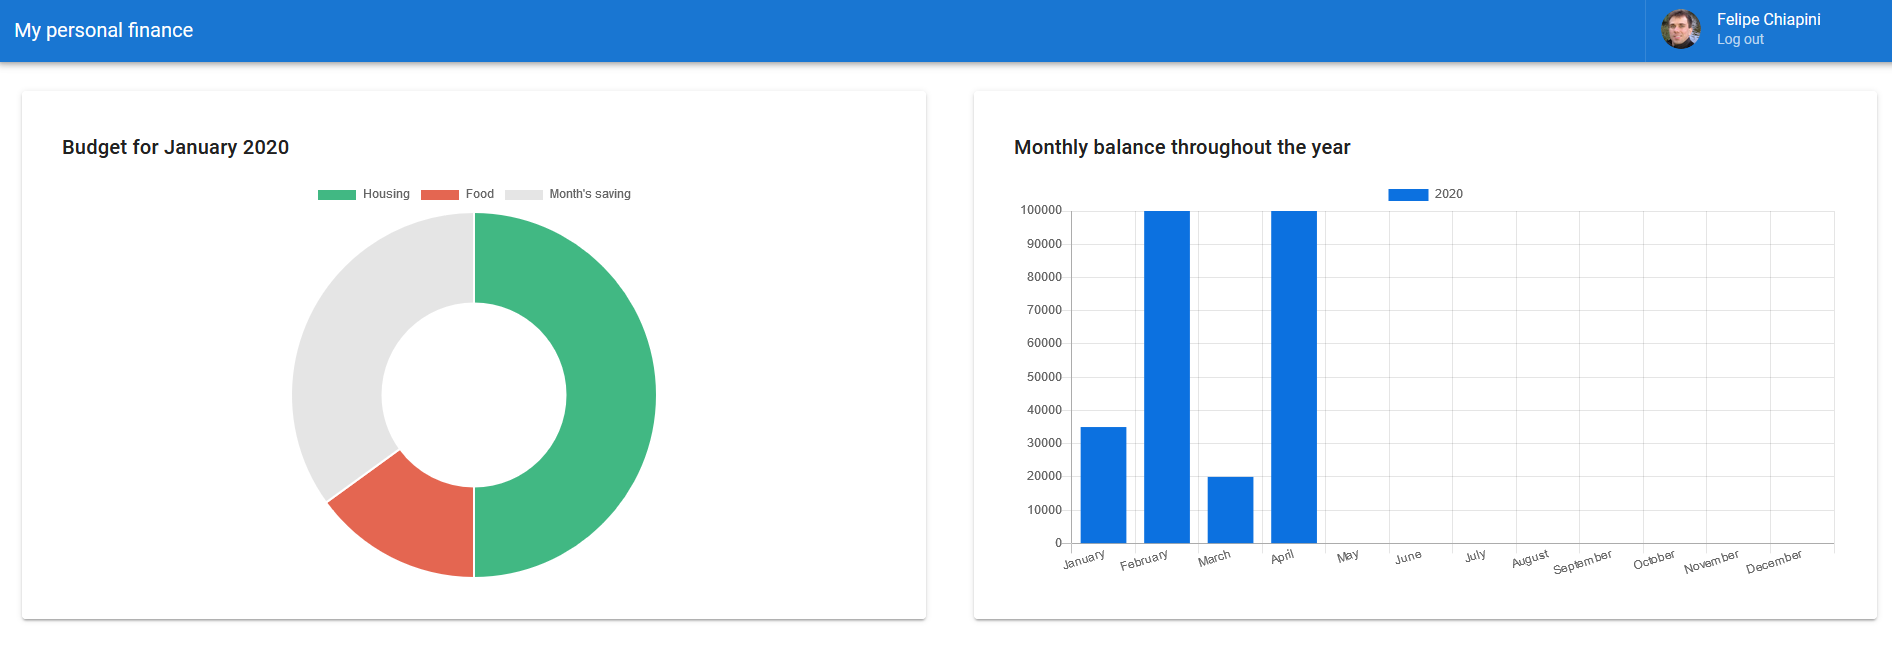 My personal finance
Felipe Chiapini
Log out
Budget for January 2020
Housing Food Month's saving
Monthly balance throughout the year
2020
100000
90000
80000
70000
60000
50000
40000
30000
20000
10000
0
January February March April May June July August September October November December